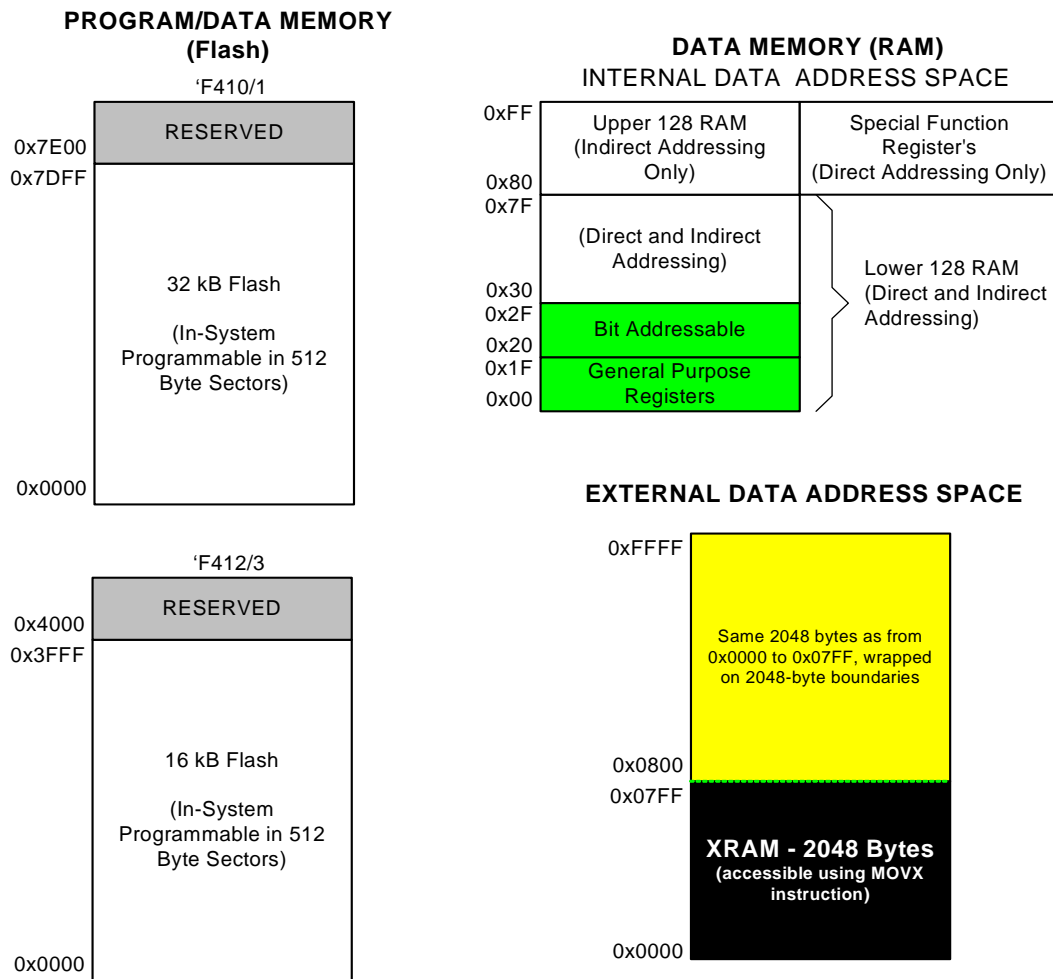 PROGRAM/DATA MEMORY
(Flash)
‘F410/1
RESERVED
0x7E00
0x7DFF
32 kB Flash
(In-System
Programmable in 512
Byte Sectors)
0x0000
‘F412/3
RESERVED
0x4000
0x3FFF
16 kB Flash
(In-System
Programmable in 512
Byte Sectors)
0x0000
DATA MEMORY (RAM)
INTERNAL DATA ADDRESS SPACE
0xFF
Upper 128 RAM
(Indirect Addressing
Only)
Special Function
Register's
(Direct Addressing Only)
0x80
0x7F
(Direct and Indirect
Addressing)
Lower 128 RAM
(Direct and Indirect
Addressing)
0x30
0x2F
Bit Addressable
0x20
0x1F
General Purpose
Registers
0x00
EXTERNAL DATA ADDRESS SPACE
0xFFFF
Same 2048 bytes as from
0x0000 to 0x07FF, wrapped
on 2048-byte boundaries
0x0800
0x07FF
XRAM - 2048 Bytes
(accessible using MOVX
instruction)
0x0000